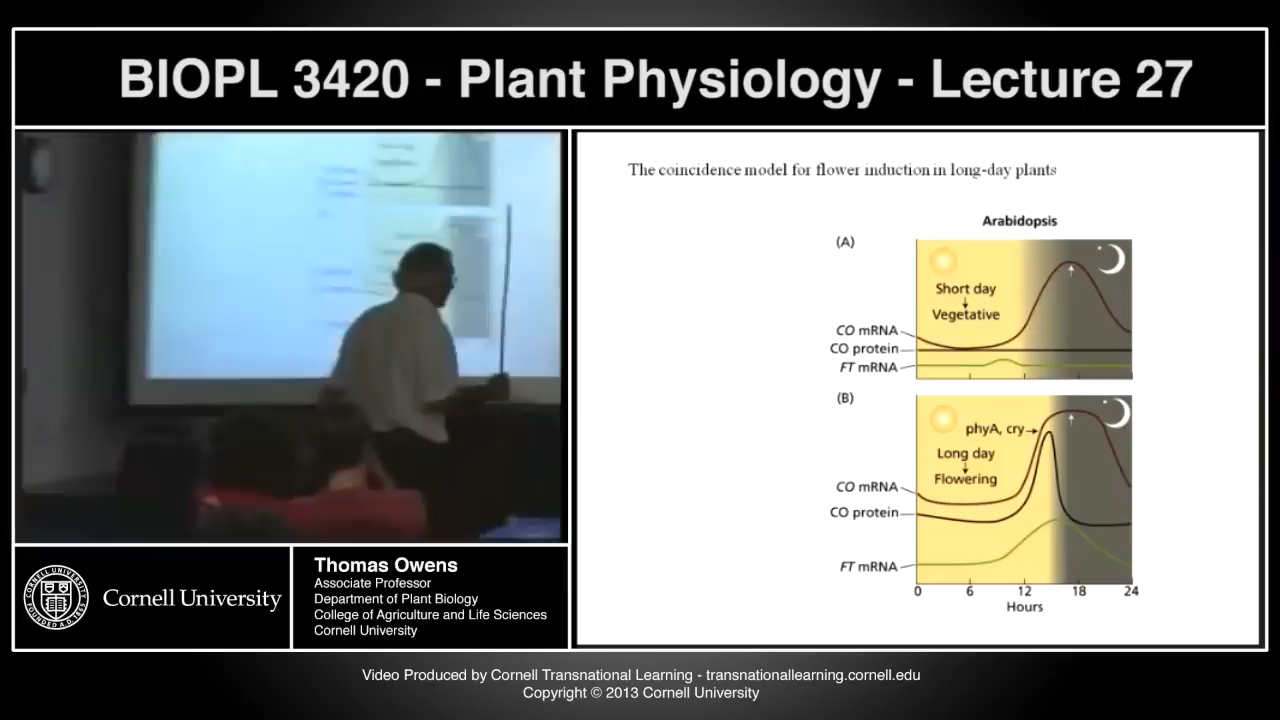 BIOPL 3420 - Plant Physiology - Lecture 27
The coincidence model for flower induction in long-day plants
Arabidopsis
(A)
Short day
Vegetative
CO mRNA
CO protein
FT mRNA
(B)
phyA, cry
Long day
Flowering
CO mRNA
CO protein
FT mRNA
0 6 12 18 24
Hours
Cornell University
Thomas Owens
Associate Professor
Department of Plant Biology
College of Agriculture and Life Sciences
Cornell University
Video Produced by Cornell Transnational Learning - transnationallearning.cornell.edu
Copyright © 2013 Cornell University